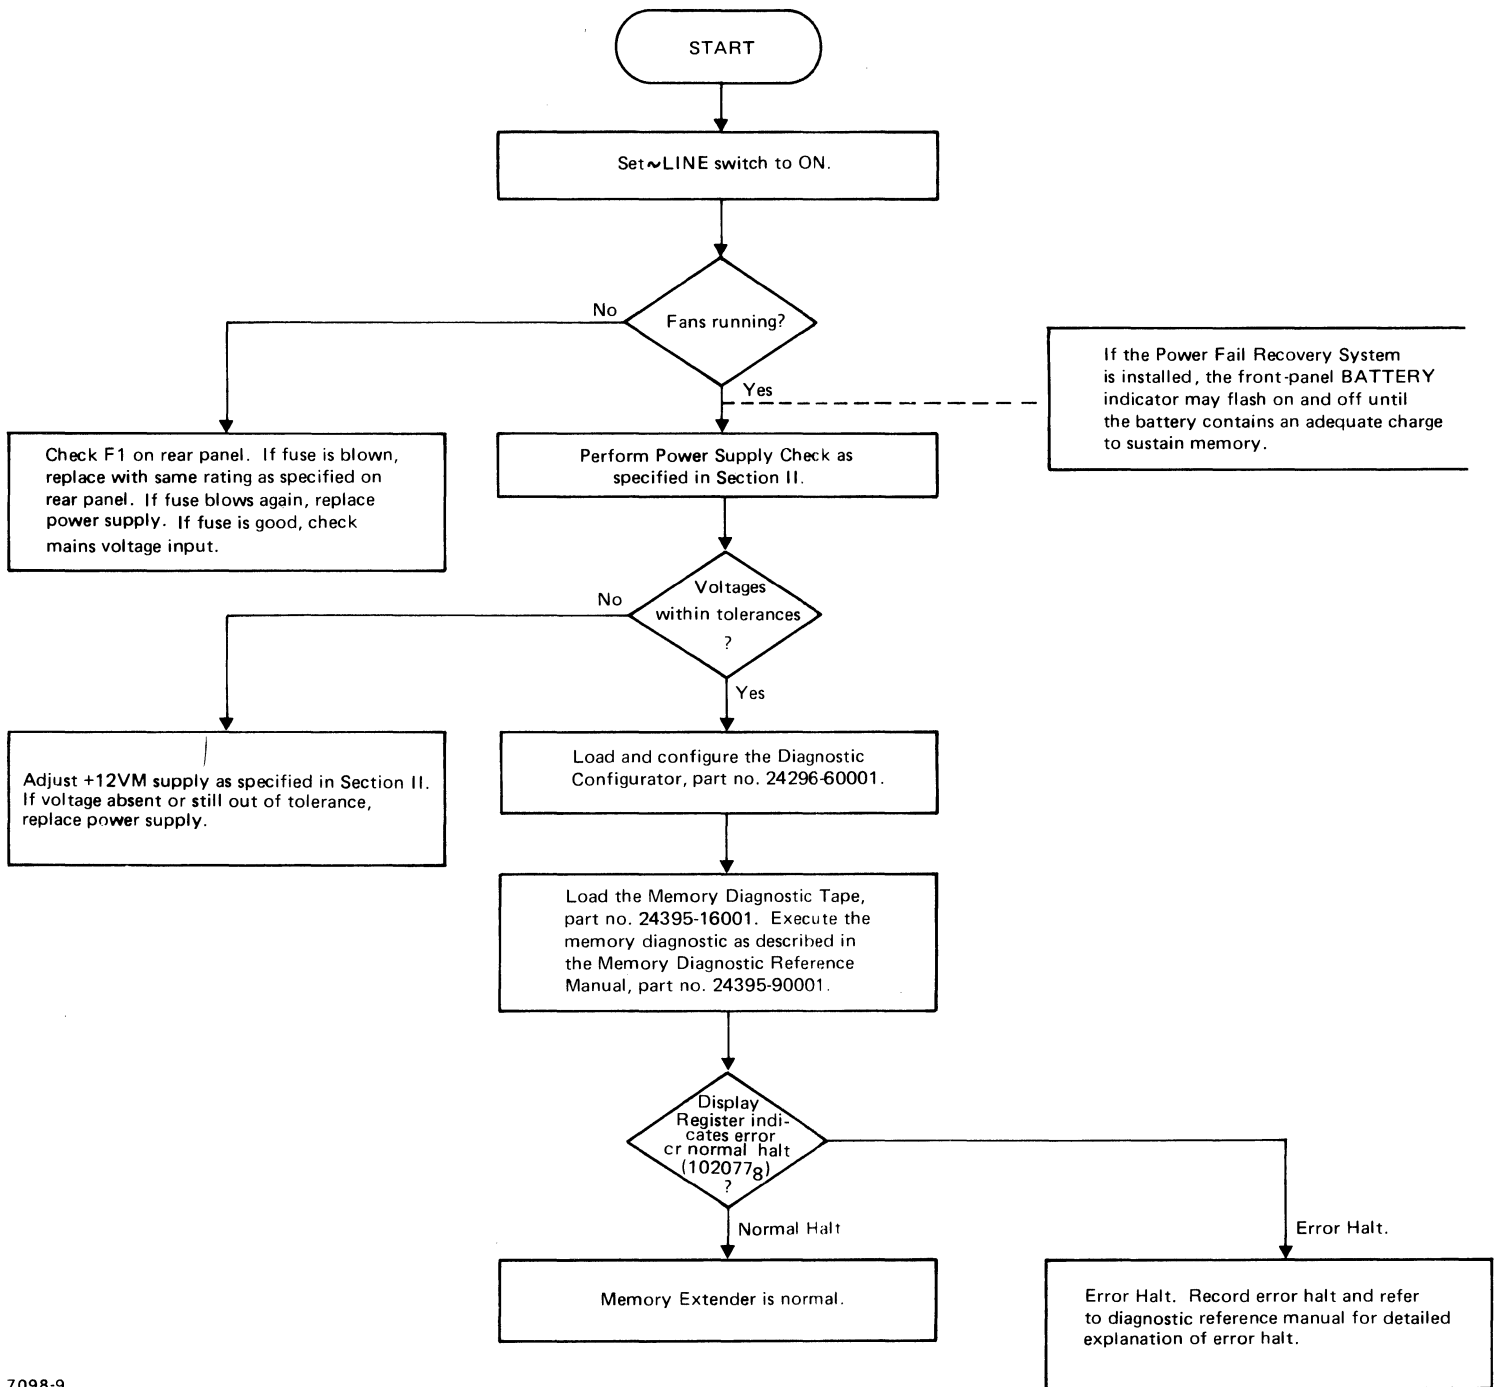 START
Set ~LINE switch to ON.
No
Fans running?
Yes
If the Power Fail Recovery System
is installed, the front-panel BATTERY
indicator may flash on and off until
the battery contains an adequate charge
to sustain memory.
Check F1 on rear panel. If fuse is blown,
replace with same rating as specified on
rear panel. If fuse blows again, replace
power supply. If fuse is good, check
mains voltage input.
Perform Power Supply Check as
specified in Section II.
No
Voltages
within tolerances
?
Yes
Adjust +12VM supply as specified in Section II.
If voltage absent or still out of tolerance,
replace power supply.
Load and configure the Diagnostic
Configurator, part no. 24296-60001.
Load the Memory Diagnostic Tape,
part no. 24395-16001. Execute the
memory diagnostic as described in
the Memory Diagnostic Reference
Manual, part no. 24395-90001.
Display
Register indi-
cates error
cr normal halt
(102077₈)
?
Normal Halt
Error Halt.
Memory Extender is normal.
Error Halt. Record error halt and refer
to diagnostic reference manual for detailed
explanation of error halt.
7098-9